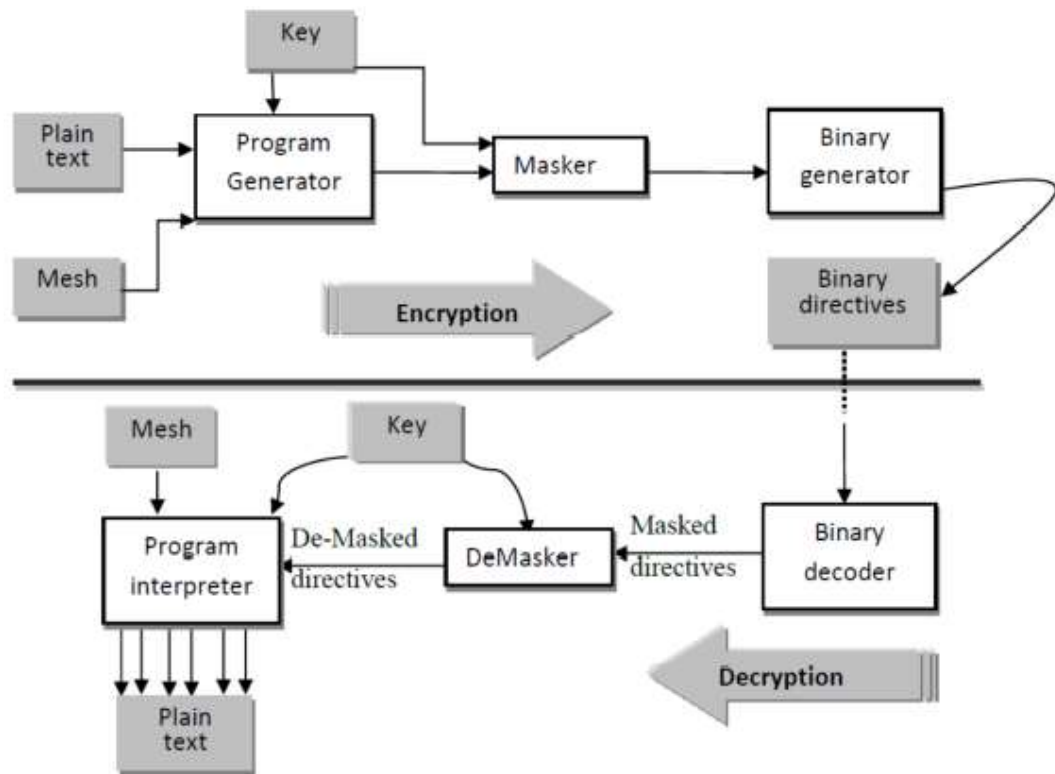 Key
Plain
text
Program
Generator
Masker
Binary
generator
Mesh
Encryption
Binary
directives
Mesh
Key
Program
interpreter
De-Masked
directives
DeMasker
Masked
directives
Binary
decoder
Decryption
Plain
text